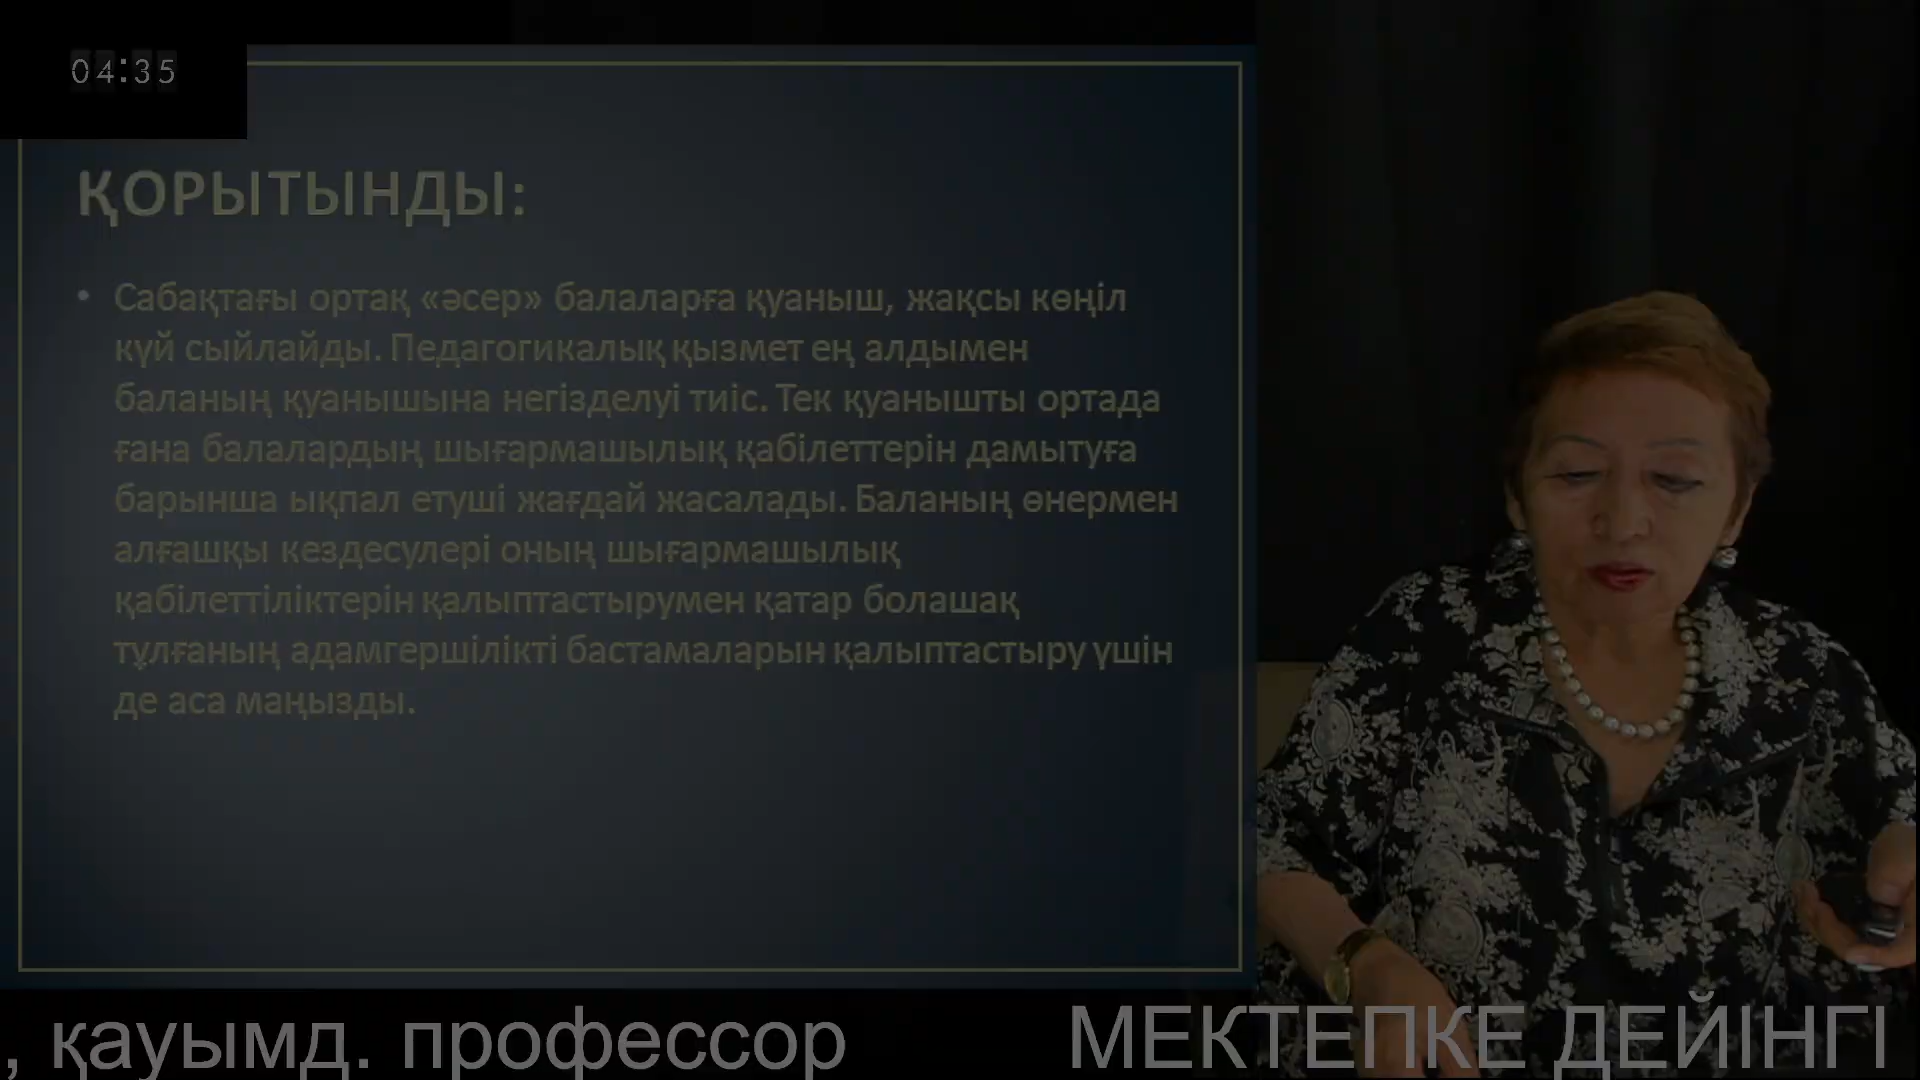 04:35
ҚОРЫТЫНДЫ:
• Сабақтағы ортақ «әсер» балаларға қуаныш, жақсы көңіл
күй сыйлайды. Педагогикалық қызмет ең алдымен
баланың қуанышына негізделуі тиіс. Тек қуанышты ортада
ғана балалардың шығармашылық қабілеттерін дамытуға
барынша ықпал етуші жағдай жасалады. Баланың өнермен
алғашқы кездесулері оның шығармашылық
қабілеттіліктерін қалыптастырумен қатар болашақ
тұлғаның адамгершілікті бастамаларын қалыптастыру үшін
де аса маңызды.
, қауымд. профессор МЕКТЕПКЕ ДЕЙІНГІ